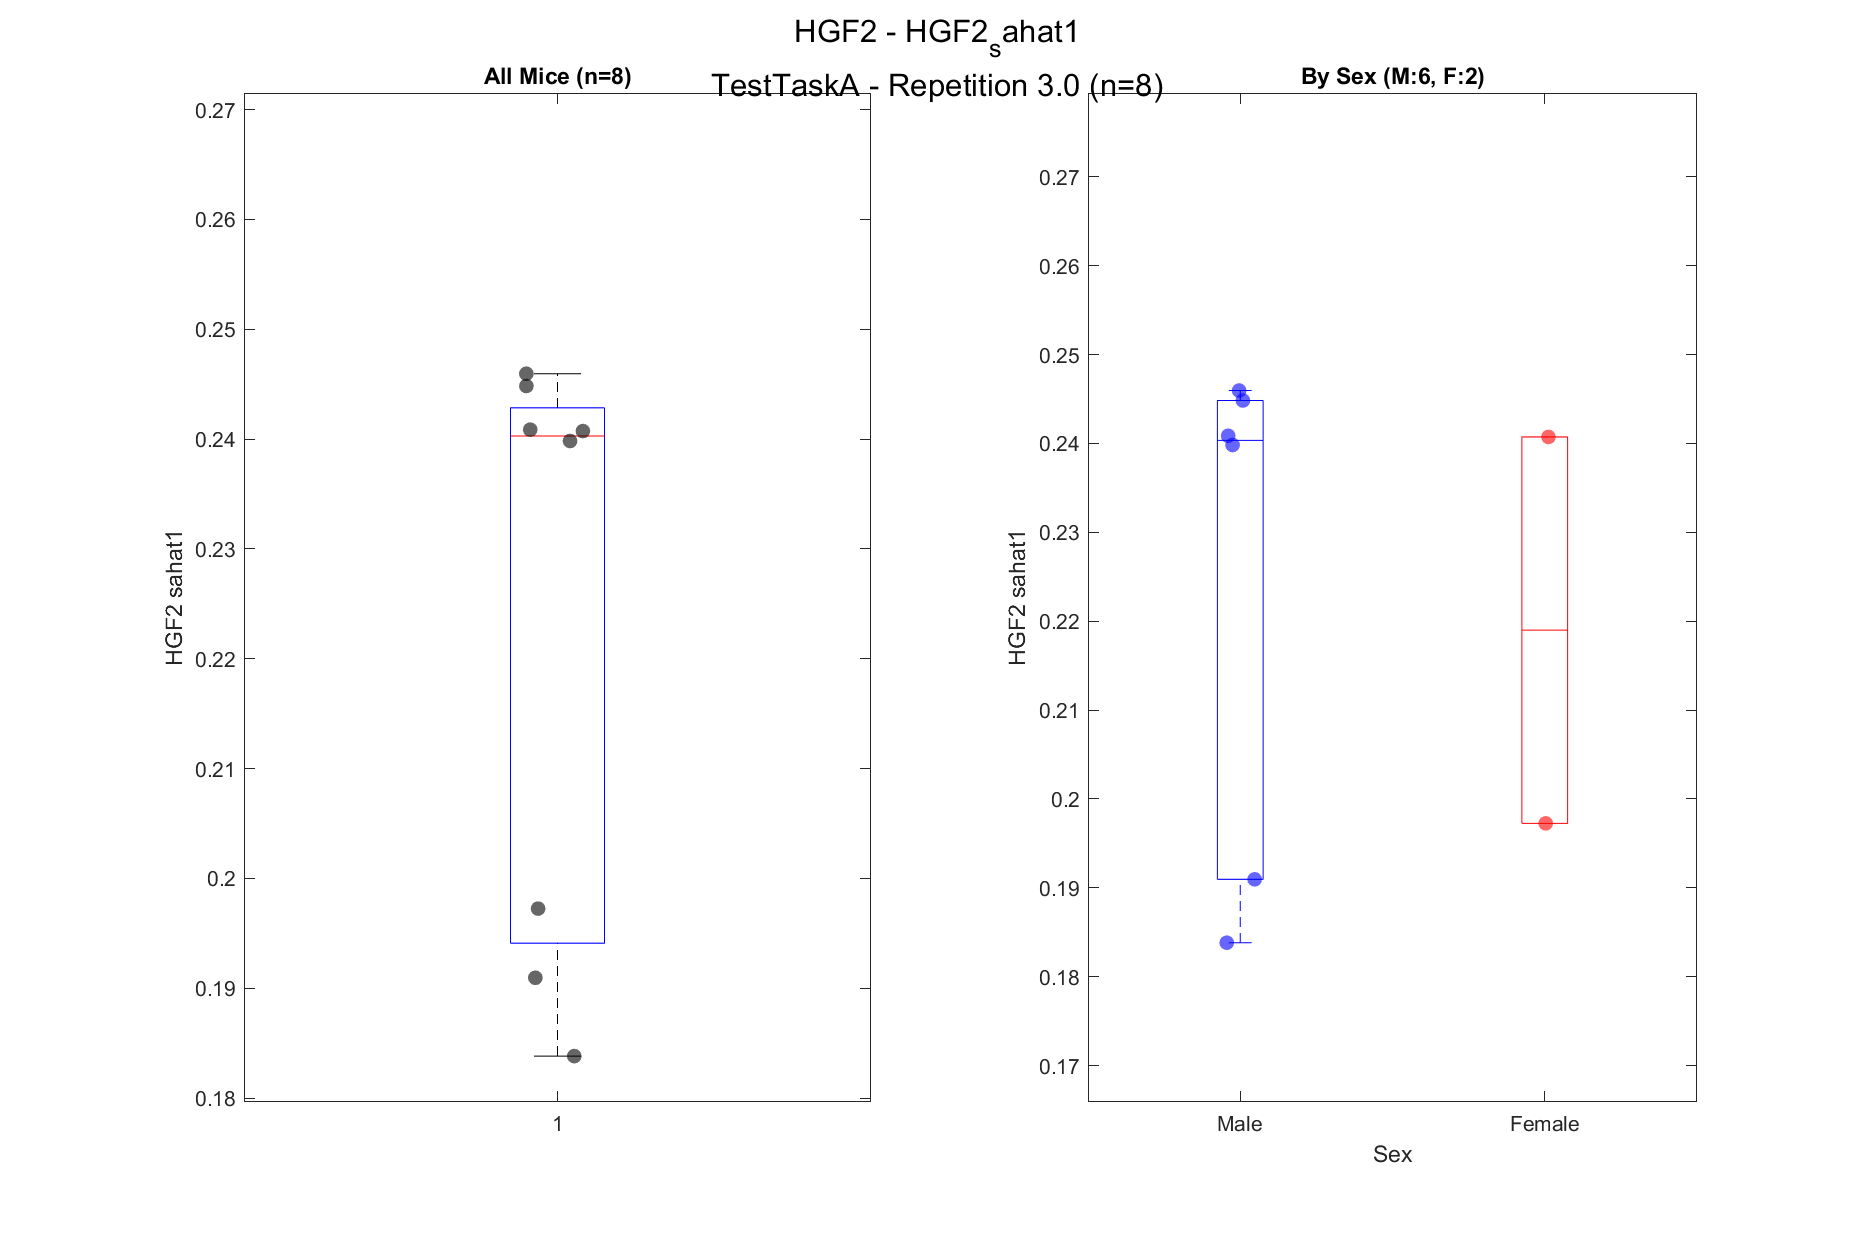 HGF2 - HGF2sahat1
TestTaskA - Repetition 3.0 (n=8)
All Mice (n=8)
0.27
0.26
0.25
0.24
0.23
0.22
0.21
0.2
0.19
0.18
HGF2 sahat1
1
By Sex (M:6, F:2)
0.27
0.26
0.25
0.24
0.23
0.22
0.21
0.2
0.19
0.18
0.17
HGF2 sahat1
Male Female
Sex